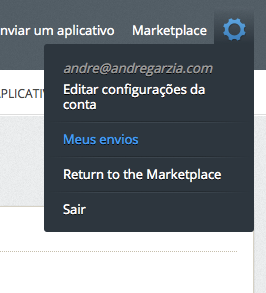 nviar um aplicativo Marketplace
andre@andregarzia.com
Editar configurações da
conta
PLICATIV
Meus envios
Return to the Marketplace
Sair